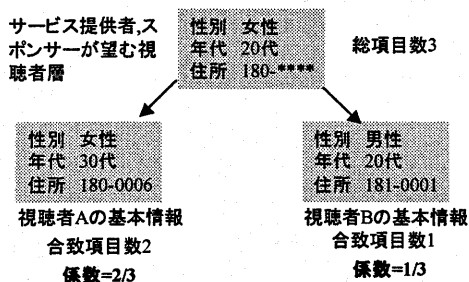 サービス提供者,ス
ポンサーが望む視
聴者層
性別 女性
年代 20代
住所 180-****
総項目数3
性別 女性
年代 30代
住所 180-0006
視聴者Aの基本情報
合致項目数2
係数=2/3
性別 男性
年代 20代
住所 181-0001
視聴者Bの基本情報
合致項目数1
係数=1/3